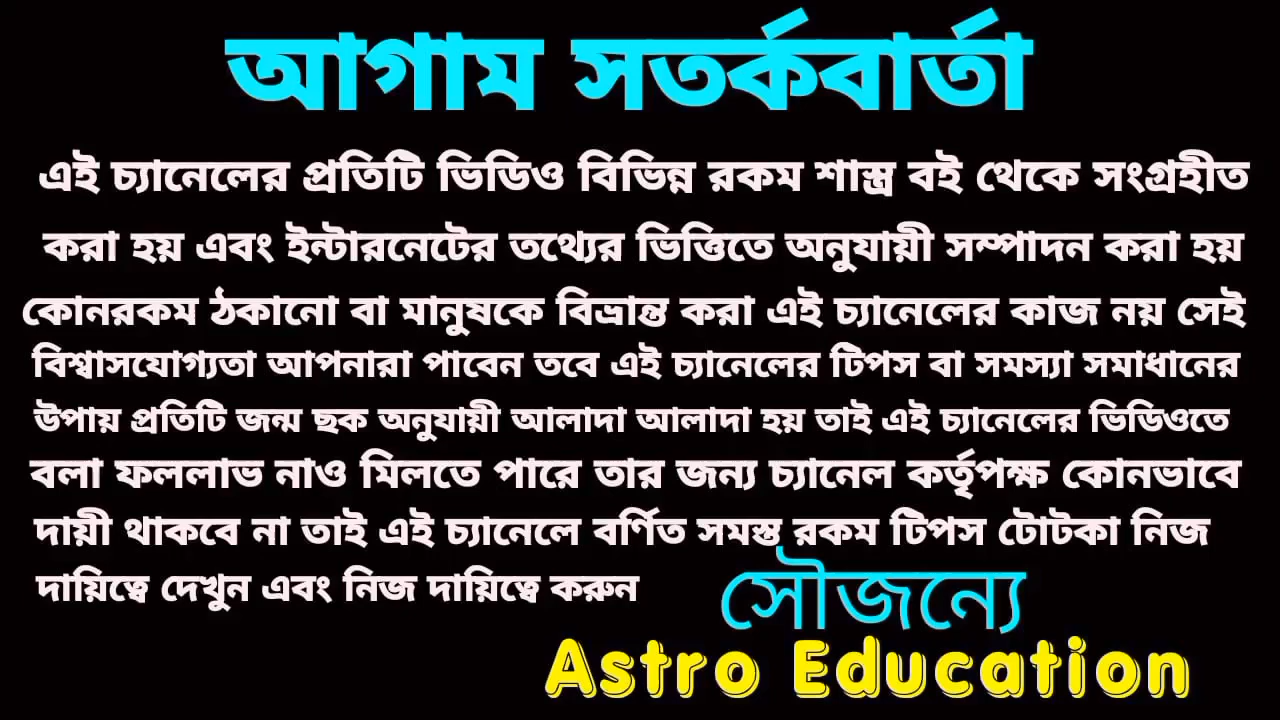 আগাম সতর্কবার্তা
এই চ্যানেলের প্রতিটি ভিডিও বিভিন্ন রকম শাস্ত্র বই থেকে সংগ্রহীত
করা হয় এবং ইন্টারনেটের তথ্যের ভিত্তিতে অনুযায়ী সম্পাদন করা হয়
কোনরকম ঠকানো বা মানুষকে বিভ্রান্ত করা এই চ্যানেলের কাজ নয় সেই
বিশ্বাসযোগ্যতা আপনারা পাবেন তবে এই চ্যানেলের টিপস বা সমস্যা সমাধানের
উপায় প্রতিটি জন্ম ছক অনুযায়ী আলাদা আলাদা হয় তাই এই চ্যানেলের ভিডিওতে
বলা ফললাভ নাও মিলতে পারে তার জন্য চ্যানেল কর্তৃপক্ষ কোনভাবে
দায়ী থাকবে না তাই এই চ্যানেলে বর্ণিত সমস্ত রকম টিপস টোটকা নিজ
দায়িত্বে দেখুন এবং নিজ দায়িত্বে করুন
সৌজন্যে
Astro Education